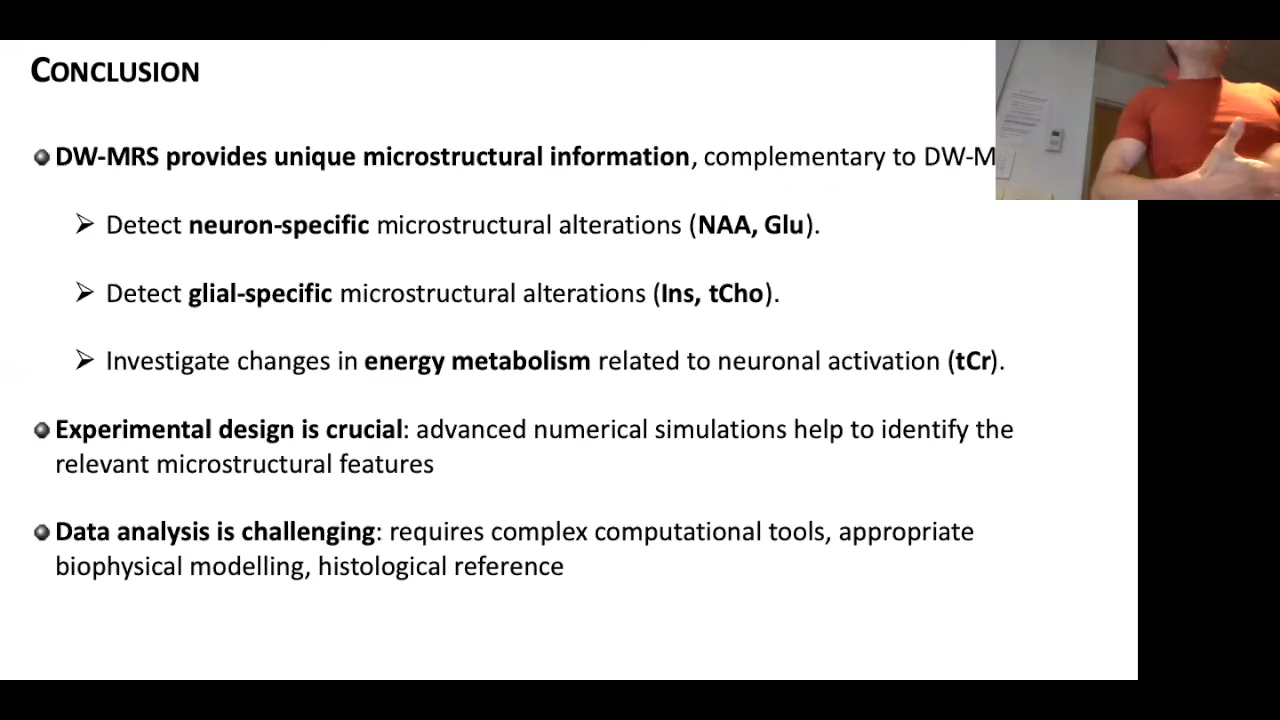 CONCLUSION
DW-MRS provides unique microstructural information, complementary to DW-M
Detect neuron-specific microstructural alterations (NAA, Glu).
Detect glial-specific microstructural alterations (Ins, tCho).
Investigate changes in energy metabolism related to neuronal activation (tCr).
Experimental design is crucial: advanced numerical simulations help to identify the
relevant microstructural features
Data analysis is challenging: requires complex computational tools, appropriate
biophysical modelling, histological reference